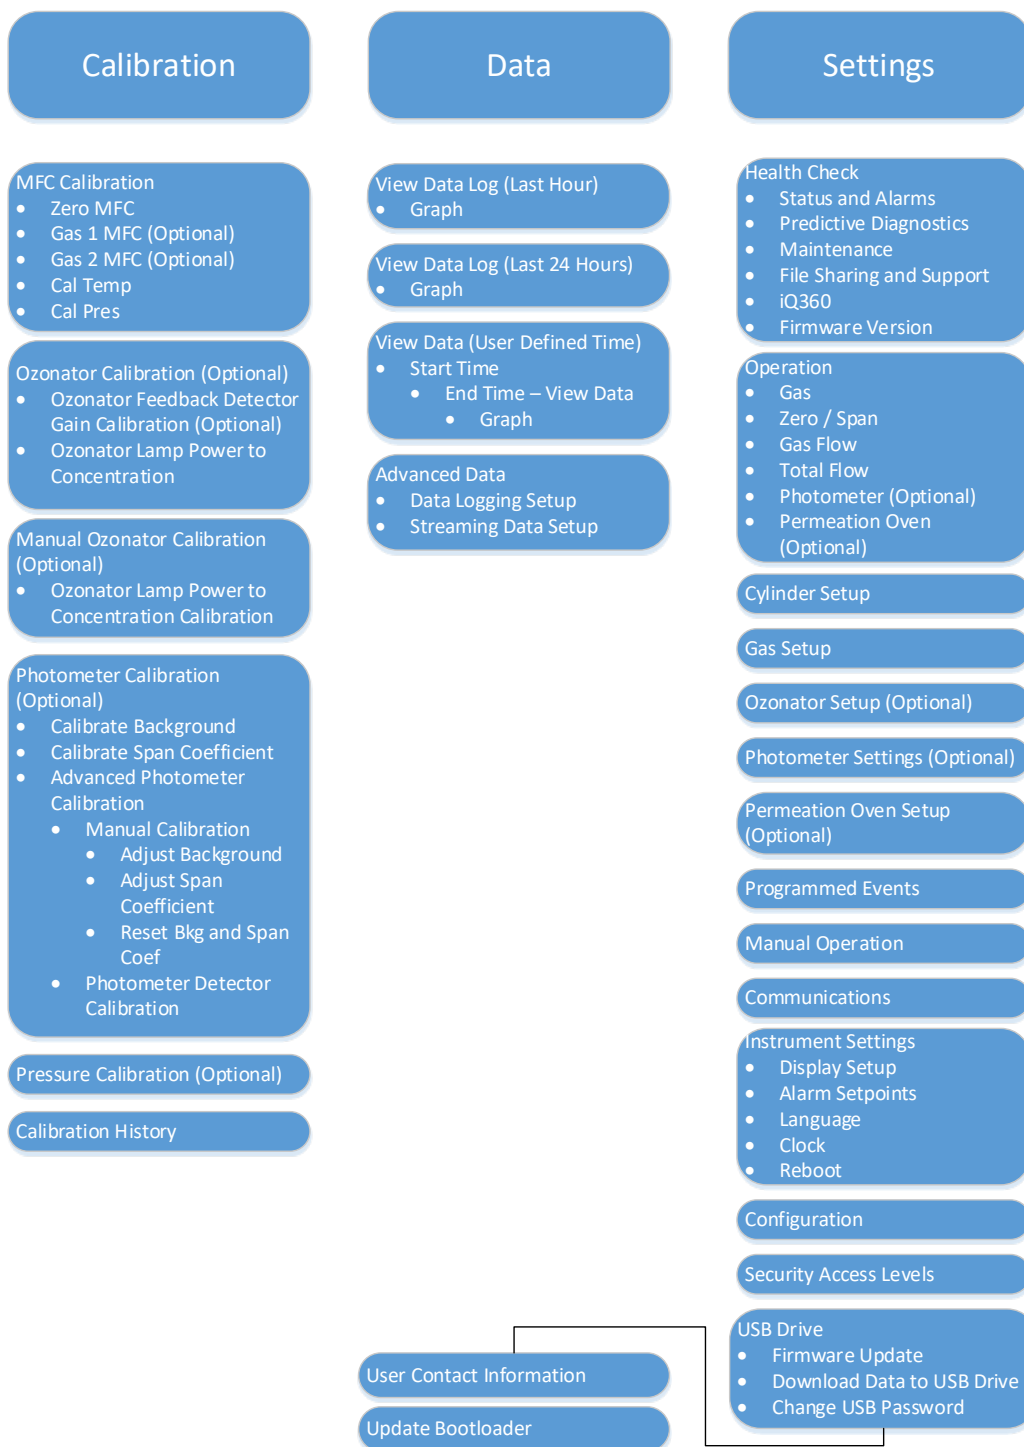 Calibration
MFC Calibration
• Zero MFC
• Gas 1 MFC (Optional)
• Gas 2 MFC (Optional)
• Cal Temp
• Cal Pres
Ozonator Calibration (Optional)
• Ozonator Feedback Detector
Gain Calibration (Optional)
• Ozonator Lamp Power to
Concentration
Manual Ozonator Calibration
(Optional)
• Ozonator Lamp Power to
Concentration Calibration
Photometer Calibration
(Optional)
• Calibrate Background
• Calibrate Span Coefficient
• Advanced Photometer
Calibration
• Manual Calibration
• Adjust Background
• Adjust Span
Coefficient
• Reset Bkg and Span
Coef
• Photometer Detector
Calibration
Pressure Calibration (Optional)
Calibration History
Data
View Data Log (Last Hour)
• Graph
View Data Log (Last 24 Hours)
• Graph
View Data (User Defined Time)
• Start Time
• End Time – View Data
• Graph
Advanced Data
• Data Logging Setup
• Streaming Data Setup
Settings
Health Check
• Status and Alarms
• Predictive Diagnostics
• Maintenance
• File Sharing and Support
• iQ360
• Firmware Version
Operation
• Gas
• Zero / Span
• Gas Flow
• Total Flow
• Photometer (Optional)
• Permeation Oven
(Optional)
Cylinder Setup
Gas Setup
Ozonator Setup (Optional)
Photometer Settings (Optional)
Permeation Oven Setup
(Optional)
Programmed Events
Manual Operation
Communications
Instrument Settings
• Display Setup
• Alarm Setpoints
• Language
• Clock
• Reboot
Configuration
Security Access Levels
USB Drive
• Firmware Update
• Download Data to USB Drive
• Change USB Password
User Contact Information
Update Bootloader